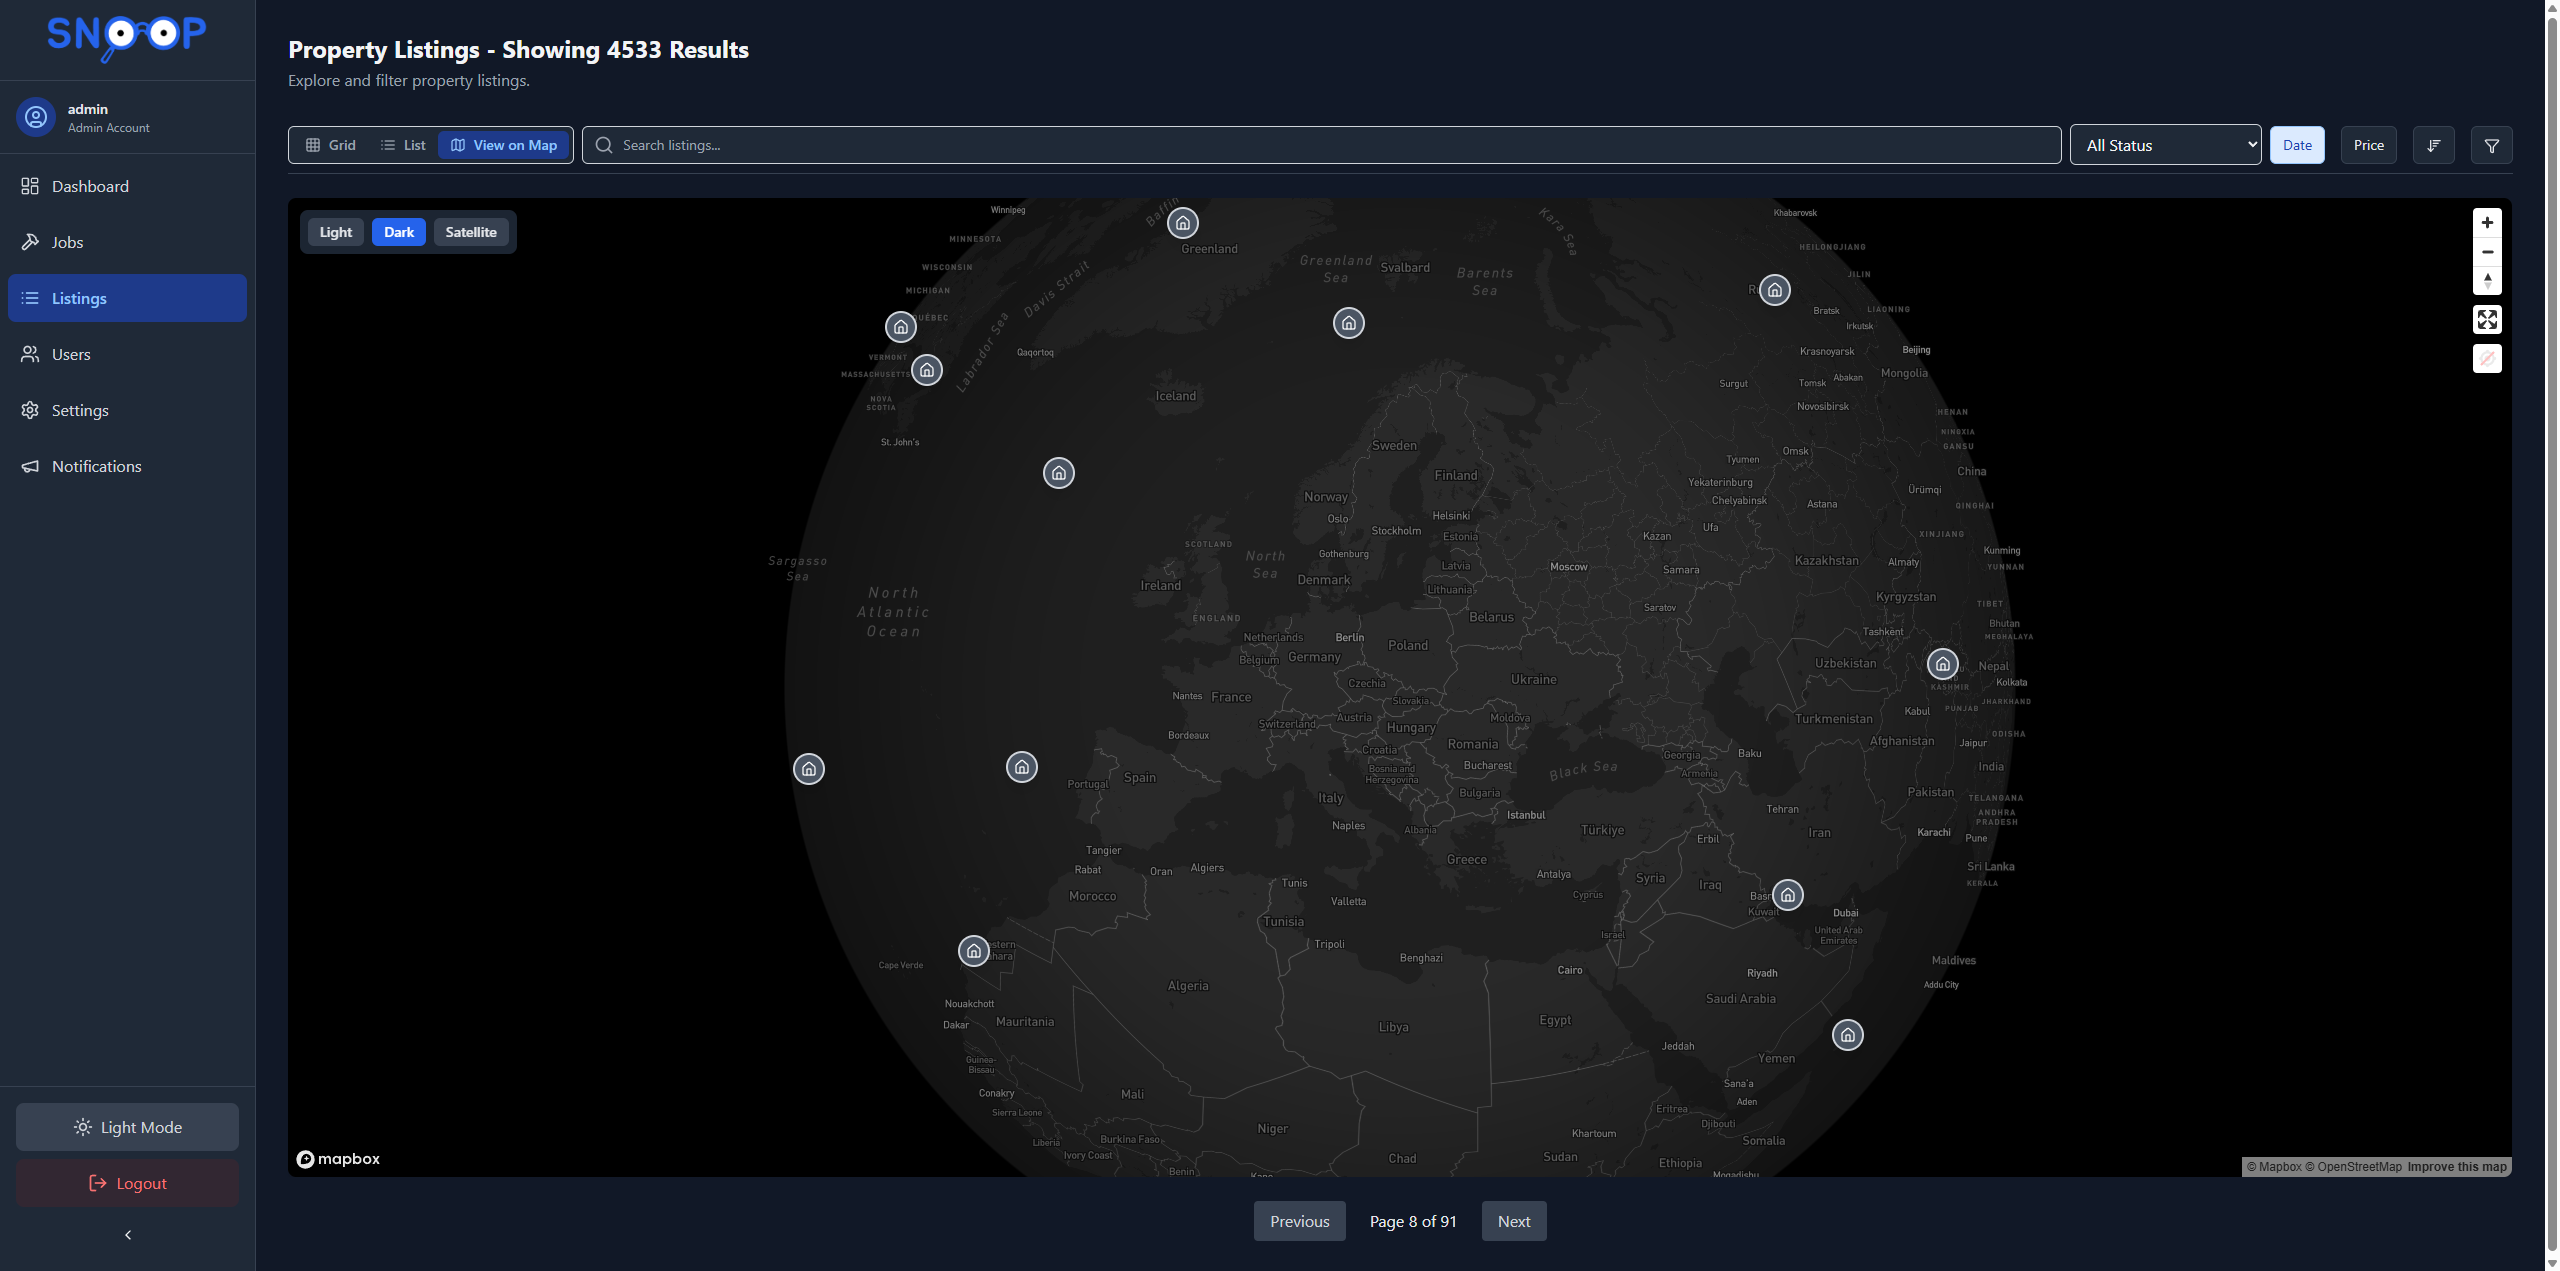 SNOOP
admin
Admin Account
Dashboard
Jobs
Listings
Users
Settings
Notifications
Light Mode
Logout
Property Listings - Showing 4533 Results
Explore and filter property listings.
Grid
List
View on Map
Search listings...
All Status
Date
Price
Light
Dark
Satellite
Winnipeg
MINNESOTA
WISCONSIN
MICHIGAN
QUÉBEC
VERMONT
MASSACHUSETTS
NOVA
SCOTIA
St. John's
Davis Strait
Labrador Sea
Baffin
Greenland
Qaqortoq
Greenland
Sea
Svalbard
Barents
Sea
Kara Sea
Khabarovsk
HEILONGJIANG
JILIN
Bratsk
LIAONING
Irkutsk
Krasnoyarsk
Beijing
Mongolia
Surgut
Tomsk
Abakan
Novosibirsk
HENAN
NINGXIA
GANSU
China
Omsk
Tyumen
Yekaterinburg
Chelyabinsk
Astana
Ürümqi
QINGHAI
XINJIANG
Kunming
YUNNAN
Iceland
Sweden
Finland
Norway
Oslo
Helsinki
Stockholm
Estonia
Gothenburg
SCOTLAND
North
Sea
Denmark
Latvia
Lithuania
Moscow
Kazan
Ufa
Samara
Saratov
Kazakhstan
Almaty
Kyrgyzstan
TIBET
Bhutan
MEGHALAYA
Tashkent
Uzbekistan
Nepal
Kolkata
KASHMIR
Kabul
PUNJAB
JHARKHAND
Sargasso
Sea
North
Atlantic
Ocean
Ireland
ENGLAND
Netherlands
Berlin
Belgium
Germany
Poland
Belarus
Ukraine
Czechia
Slovakia
Nantes
France
Switzerland
Austria
Hungary
Moldova
Bordeaux
Croatia
Romania
Bosnia and
Herzegovina
Bucharest
Black Sea
Georgia
Armenia
Baku
Turkmenistan
Afghanistan
Jaipur
ODISHA
India
Pakistan
TELANGANA
ANDHRA
PRADESH
Karachi
Pune
Sri Lanka
KERALA
Portugal
Spain
Italy
Naples
Albania
Bulgaria
Istanbul
Türkiye
Greece
Antalya
Cyprus
Syria
Tehran
Iran
Erbil
Iraq
Basr
Kuwait
Dubai
United Arab
Emirates
Tangier
Rabat
Oran
Algiers
Tunis
Valletta
Morocco
Tunisia
Tripoli
Benghazi
Israel
Cairo
Riyadh
Saudi Arabia
Maldives
Addu City
Cape Verde
Nouakchott
Dakar
Mauritania
Algeria
Libya
Egypt
Jeddah
Yemen
Sana'a
Aden
Guinea-
Bissau
Conakry
Sierra Leone
Liberia
Mali
Burkina Faso
Ivory Coast
Benin
Niger
Chad
Khartoum
Sudan
Eritrea
Djibouti
Somalia
Ethiopia
Mogadishu
mapbox
© Mapbox © OpenStreetMap Improve this map
Previous
Page 8 of 91
Next